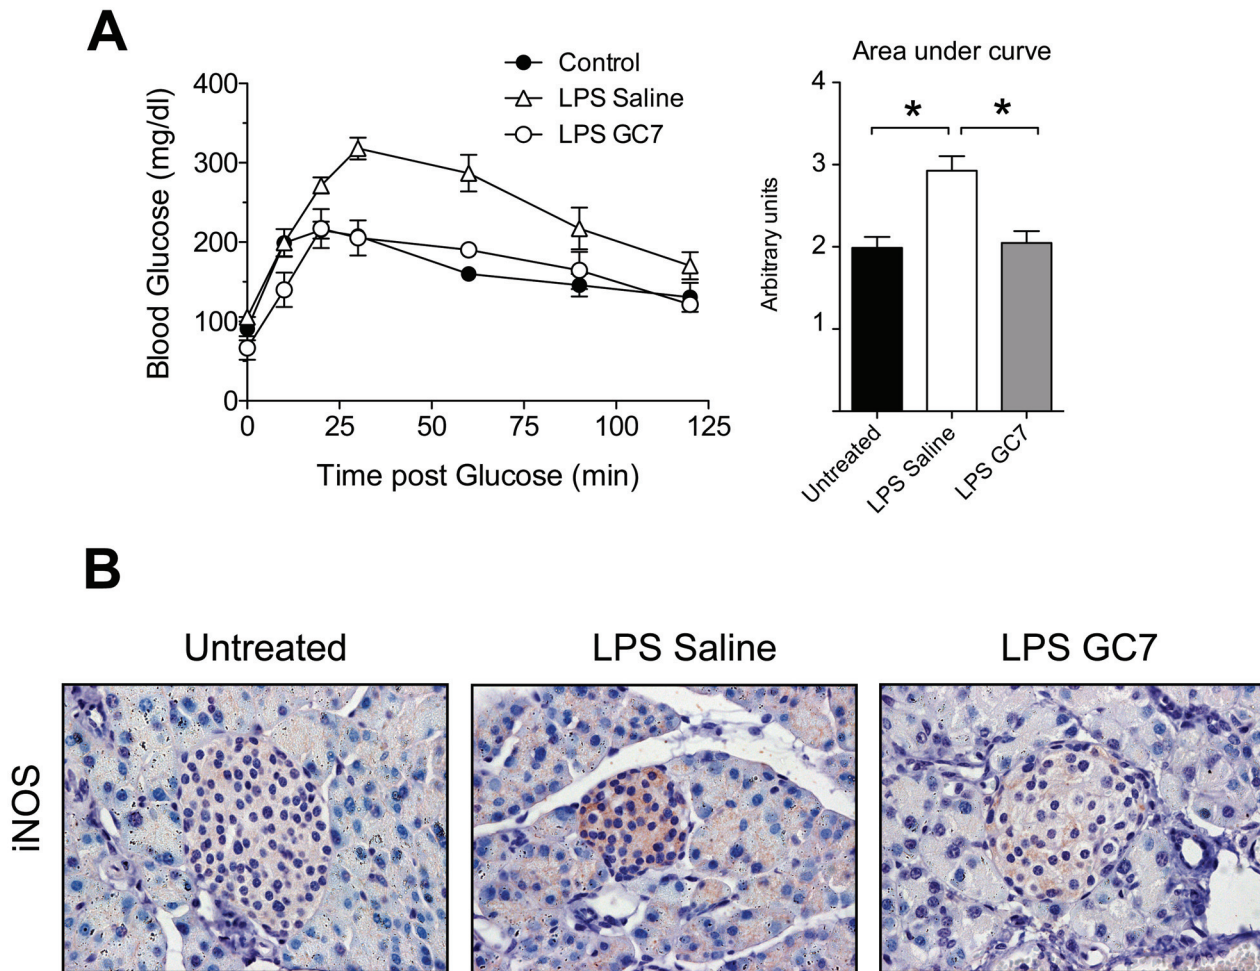 A
Control
LPS Saline
LPS GC7
Blood Glucose (mg/dl)
400
300
200
100
0
0 25 50 75 100 125
Time post Glucose (min)
Area under curve
Arbitrary units
4
3
2
1
* *
Untreated
LPS Saline
LPS GC7
B
Untreated LPS Saline LPS GC7
iNOS